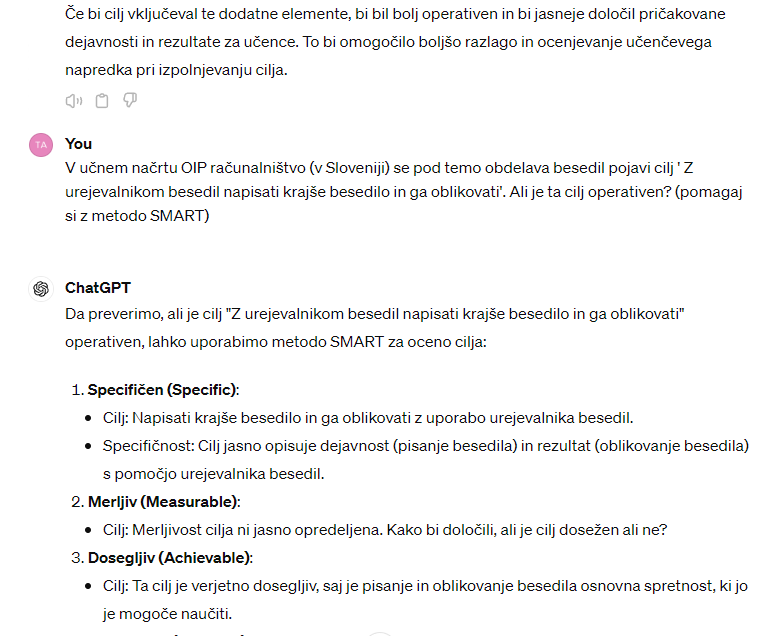 Če bi cilj vključeval te dodatne elemente, bi bil bolj operativen in bi jasneje določil pričakovane
dejavnosti in rezultate za učence. To bi omogočilo boljšo razlago in ocenjevanje učenčevega
napredka pri izpolnjevanju cilja.
TA
You
V učnem načrtu OIP računalništvo (v Sloveniji) se pod temo obdelava besedil pojavi cilj ' Z
urejevalnikom besedil napisati krajše besedilo in ga oblikovati'. Ali je ta cilj operativen? (pomagaj
si z metodo SMART)
ChatGPT
Da preverimo, ali je cilj "Z urejevalnikom besedil napisati krajše besedilo in ga oblikovati"
operativen, lahko uporabimo metodo SMART za oceno cilja:
1. Specifičen (Specific):
• Cilj: Napisati krajše besedilo in ga oblikovati z uporabo urejevalnika besedil.
• Specifičnost: Cilj jasno opisuje dejavnost (pisanje besedila) in rezultat (oblikovanje besedila)
s pomočjo urejevalnika besedil.
2. Merljiv (Measurable):
• Cilj: Merljivost cilja ni jasno opredeljena. Kako bi določili, ali je cilj dosežen ali ne?
3. Dosegljiv (Achievable):
• Cilj: Ta cilj je verjetno dosegljiv, saj je pisanje in oblikovanje besedila osnovna spretnost, ki jo
je mogoče naučiti.